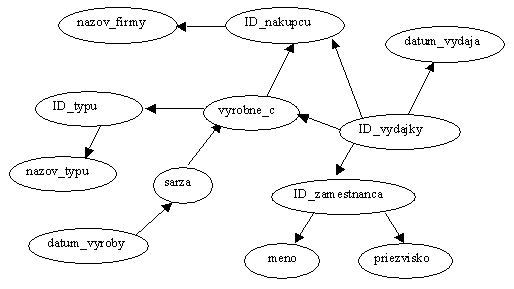 nazov_firmy
ID_nakupcu
datum_vydaja
ID_typu
vyrobne_c
ID_vydajky
nazov_typu
sarza
ID_zamestnanca
datum_vyroby
meno
priezvisko